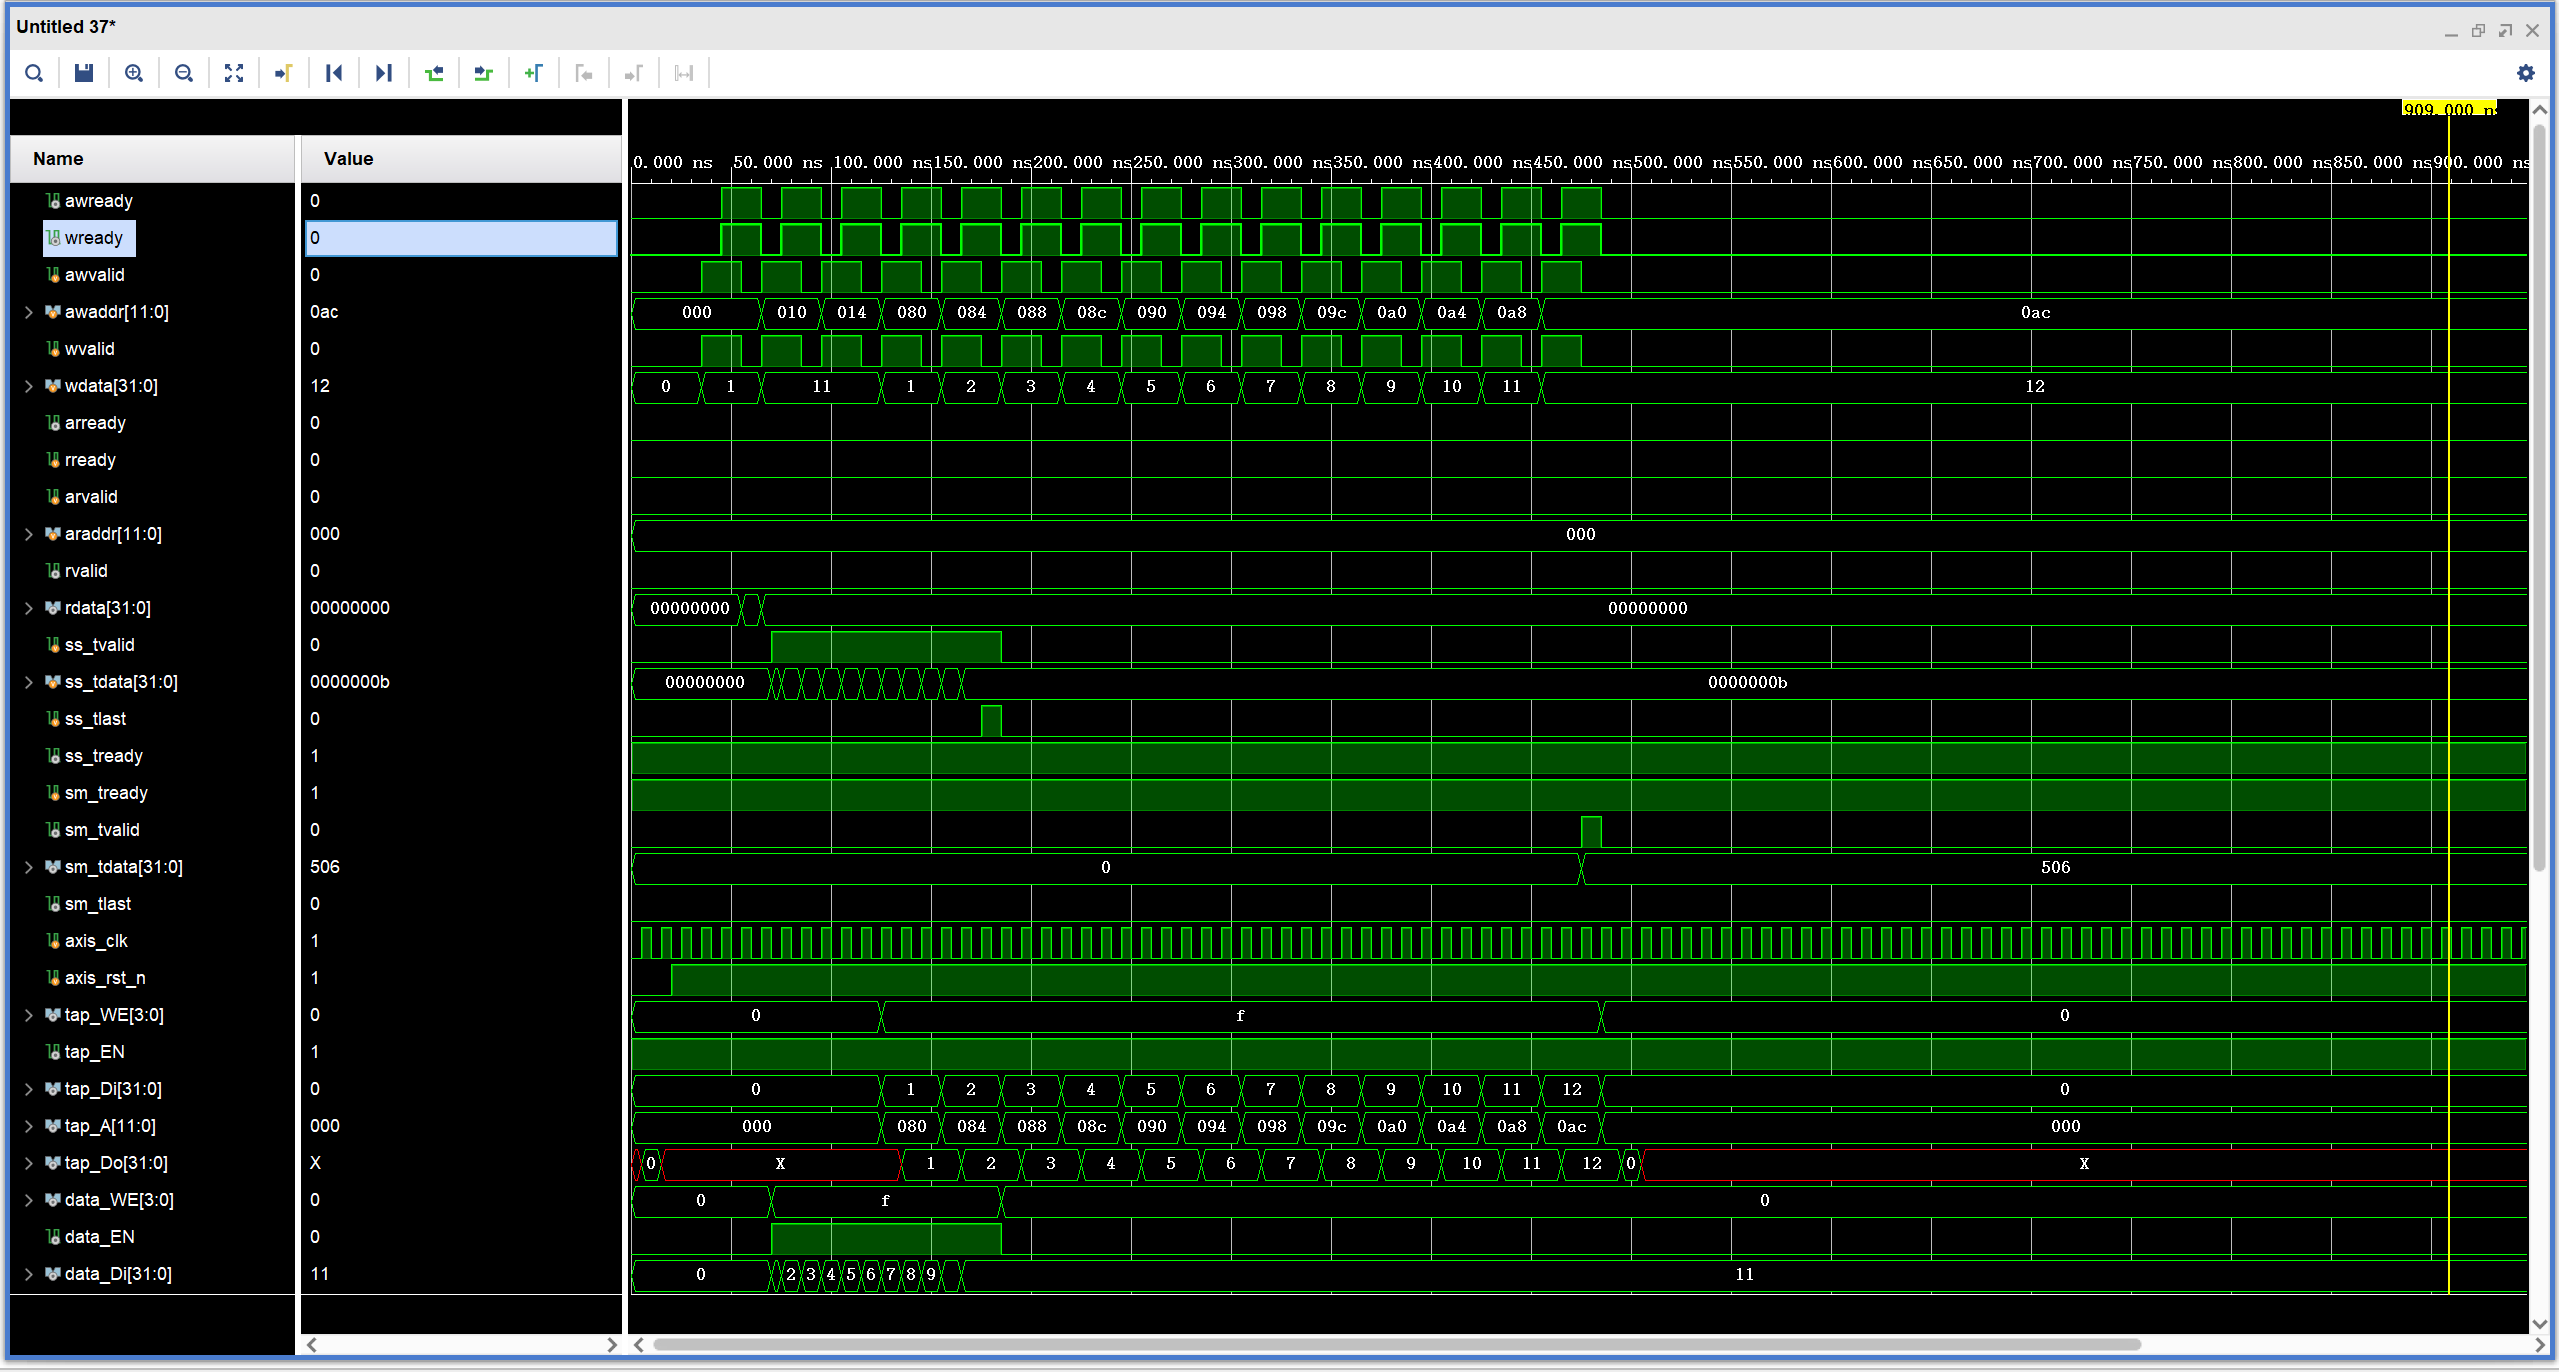 Untitled 37*
909.000 ns
Name Value
0.000 ns 50.000 ns 100.000 ns 150.000 ns 200.000 ns 250.000 ns 300.000 ns 350.000 ns 400.000 ns 450.000 ns 500.000 ns 550.000 ns 600.000 ns 650.000 ns 700.000 ns 750.000 ns 800.000 ns 850.000 ns 900.000 ns
awready 0
wready 0
awvalid 0
awaddr[11:0] 0ac 000 010 014 080 084 088 08c 090 094 098 09c 0a0 0a4 0a8 0ac
wvalid 0
wdata[31:0] 12 0 1 11 1 2 3 4 5 6 7 8 9 10 11 12
arready 0
rready 0
arvalid 0
araddr[11:0] 000 000
rvalid 0
rdata[31:0] 00000000 00000000 00000000
ss_tvalid 0
ss_tdata[31:0] 0000000b 00000000 0000000b
ss_tlast 0
ss_tready 1
sm_tready 1
sm_tvalid 0
sm_tdata[31:0] 506 0 506
sm_tlast 0
axis_clk 1
axis_rst_n 1
tap_WE[3:0] 0 0 f 0
tap_EN 1
tap_Di[31:0] 0 0 1 2 3 4 5 6 7 8 9 10 11 12 0
tap_A[11:0] 000 000 080 084 088 08c 090 094 098 09c 0a0 0a4 0a8 0ac 000
tap_Do[31:0] X 0 X 1 2 3 4 5 6 7 8 9 10 11 12 0 X
data_WE[3:0] 0 0 f 0
data_EN 0
data_Di[31:0] 11 0 2 3 4 5 6 7 8 9 11